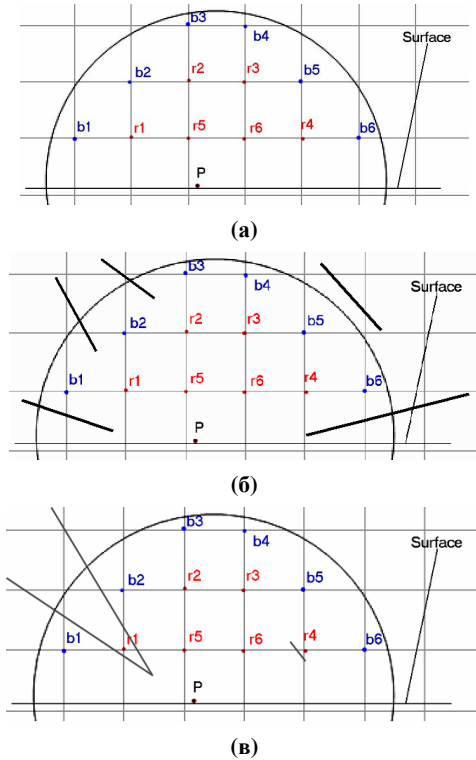 b3
b4
Surface
b2
r2
r3
b5
b1
r1
r5
r6
r4
b6
P
(а)
b3
b4
Surface
b2
r2
r3
b5
b1
r1
r5
r6
r4
b6
P
(б)
b3
b4
Surface
b2
r2
r3
b5
b1
r1
r5
r6
r4
b6
P
(в)